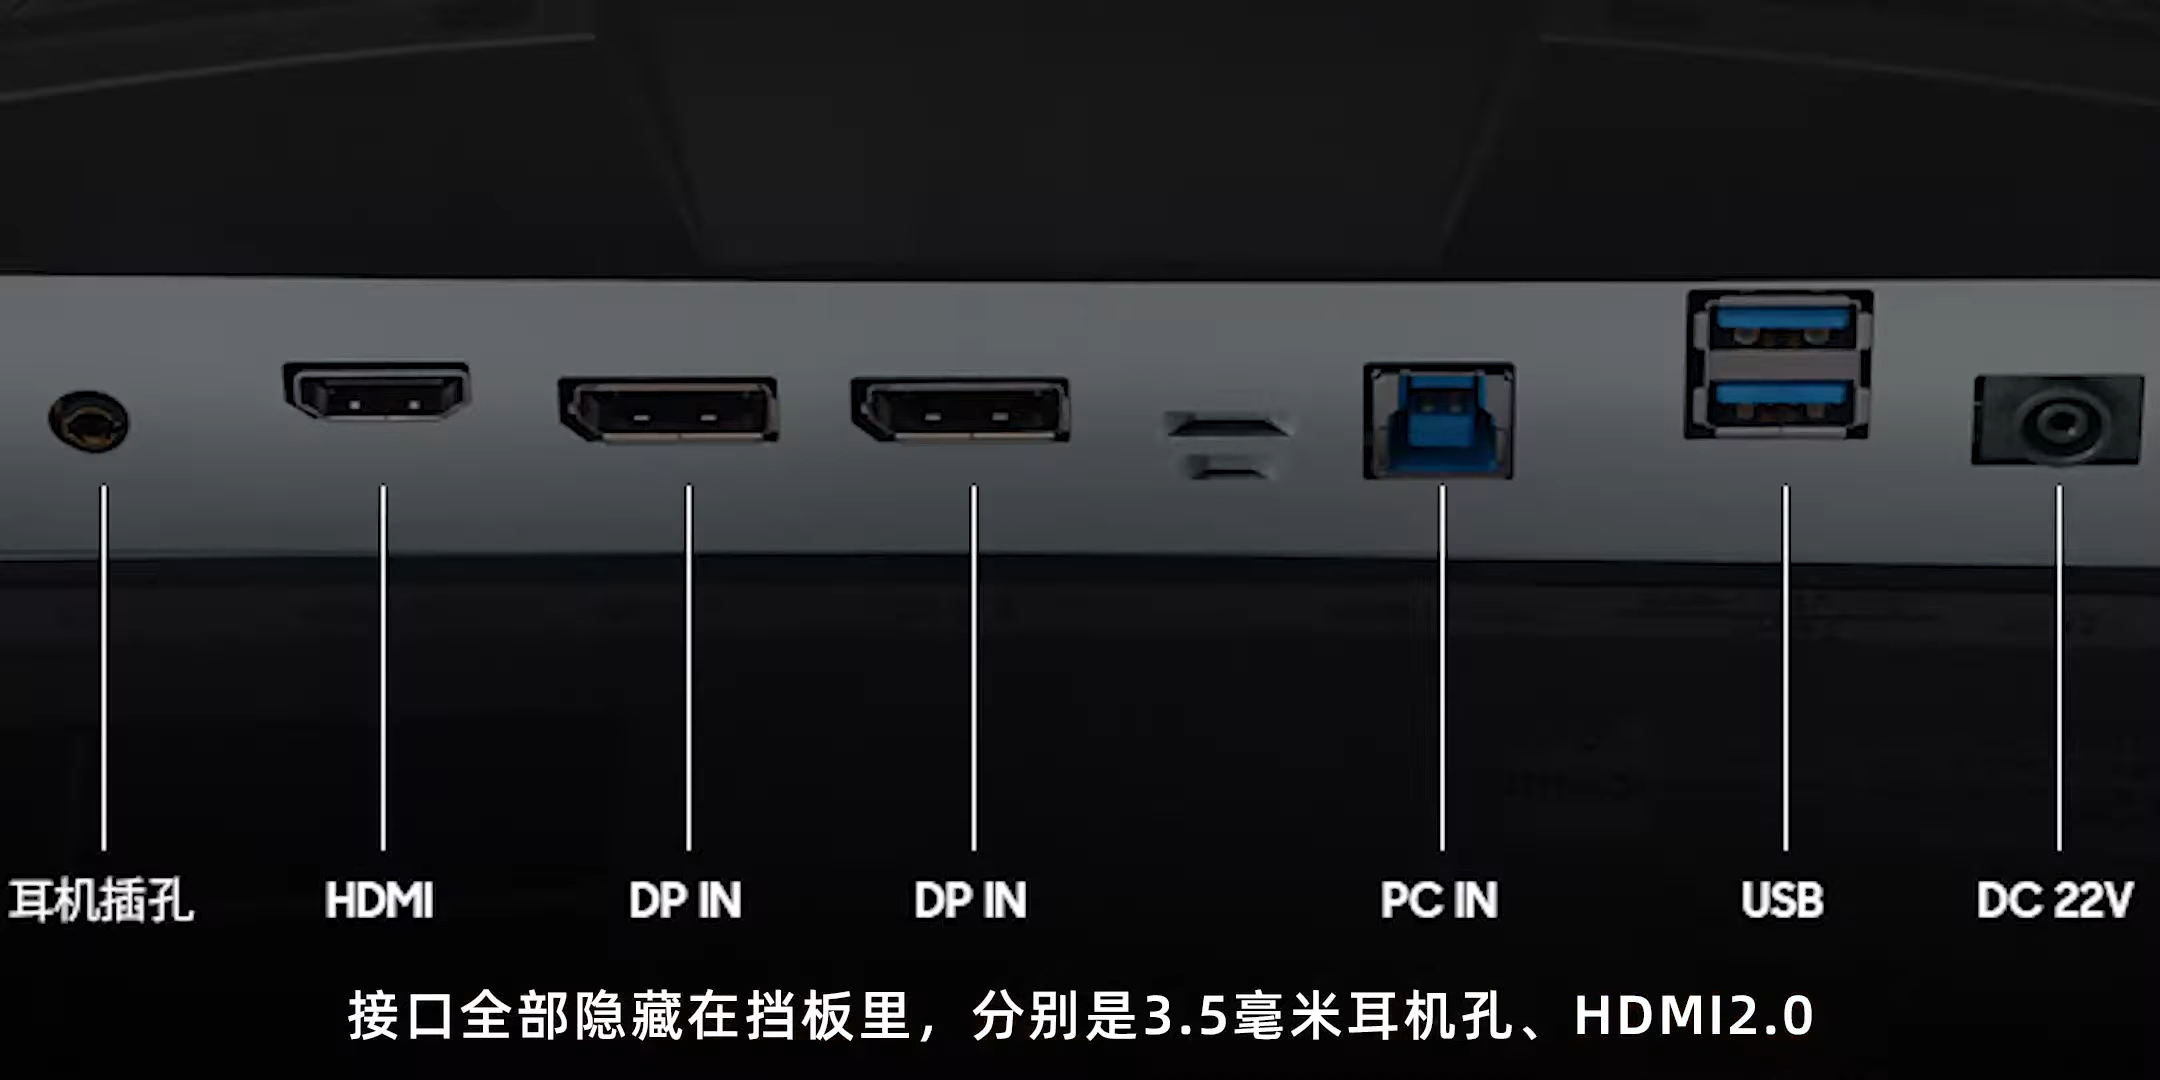 耳机插孔
HDMI
DP IN
DP IN
PC IN
USB
DC 22V
接口全部隐藏在挡板里，分别是3.5毫米耳机孔、HDMI2.0